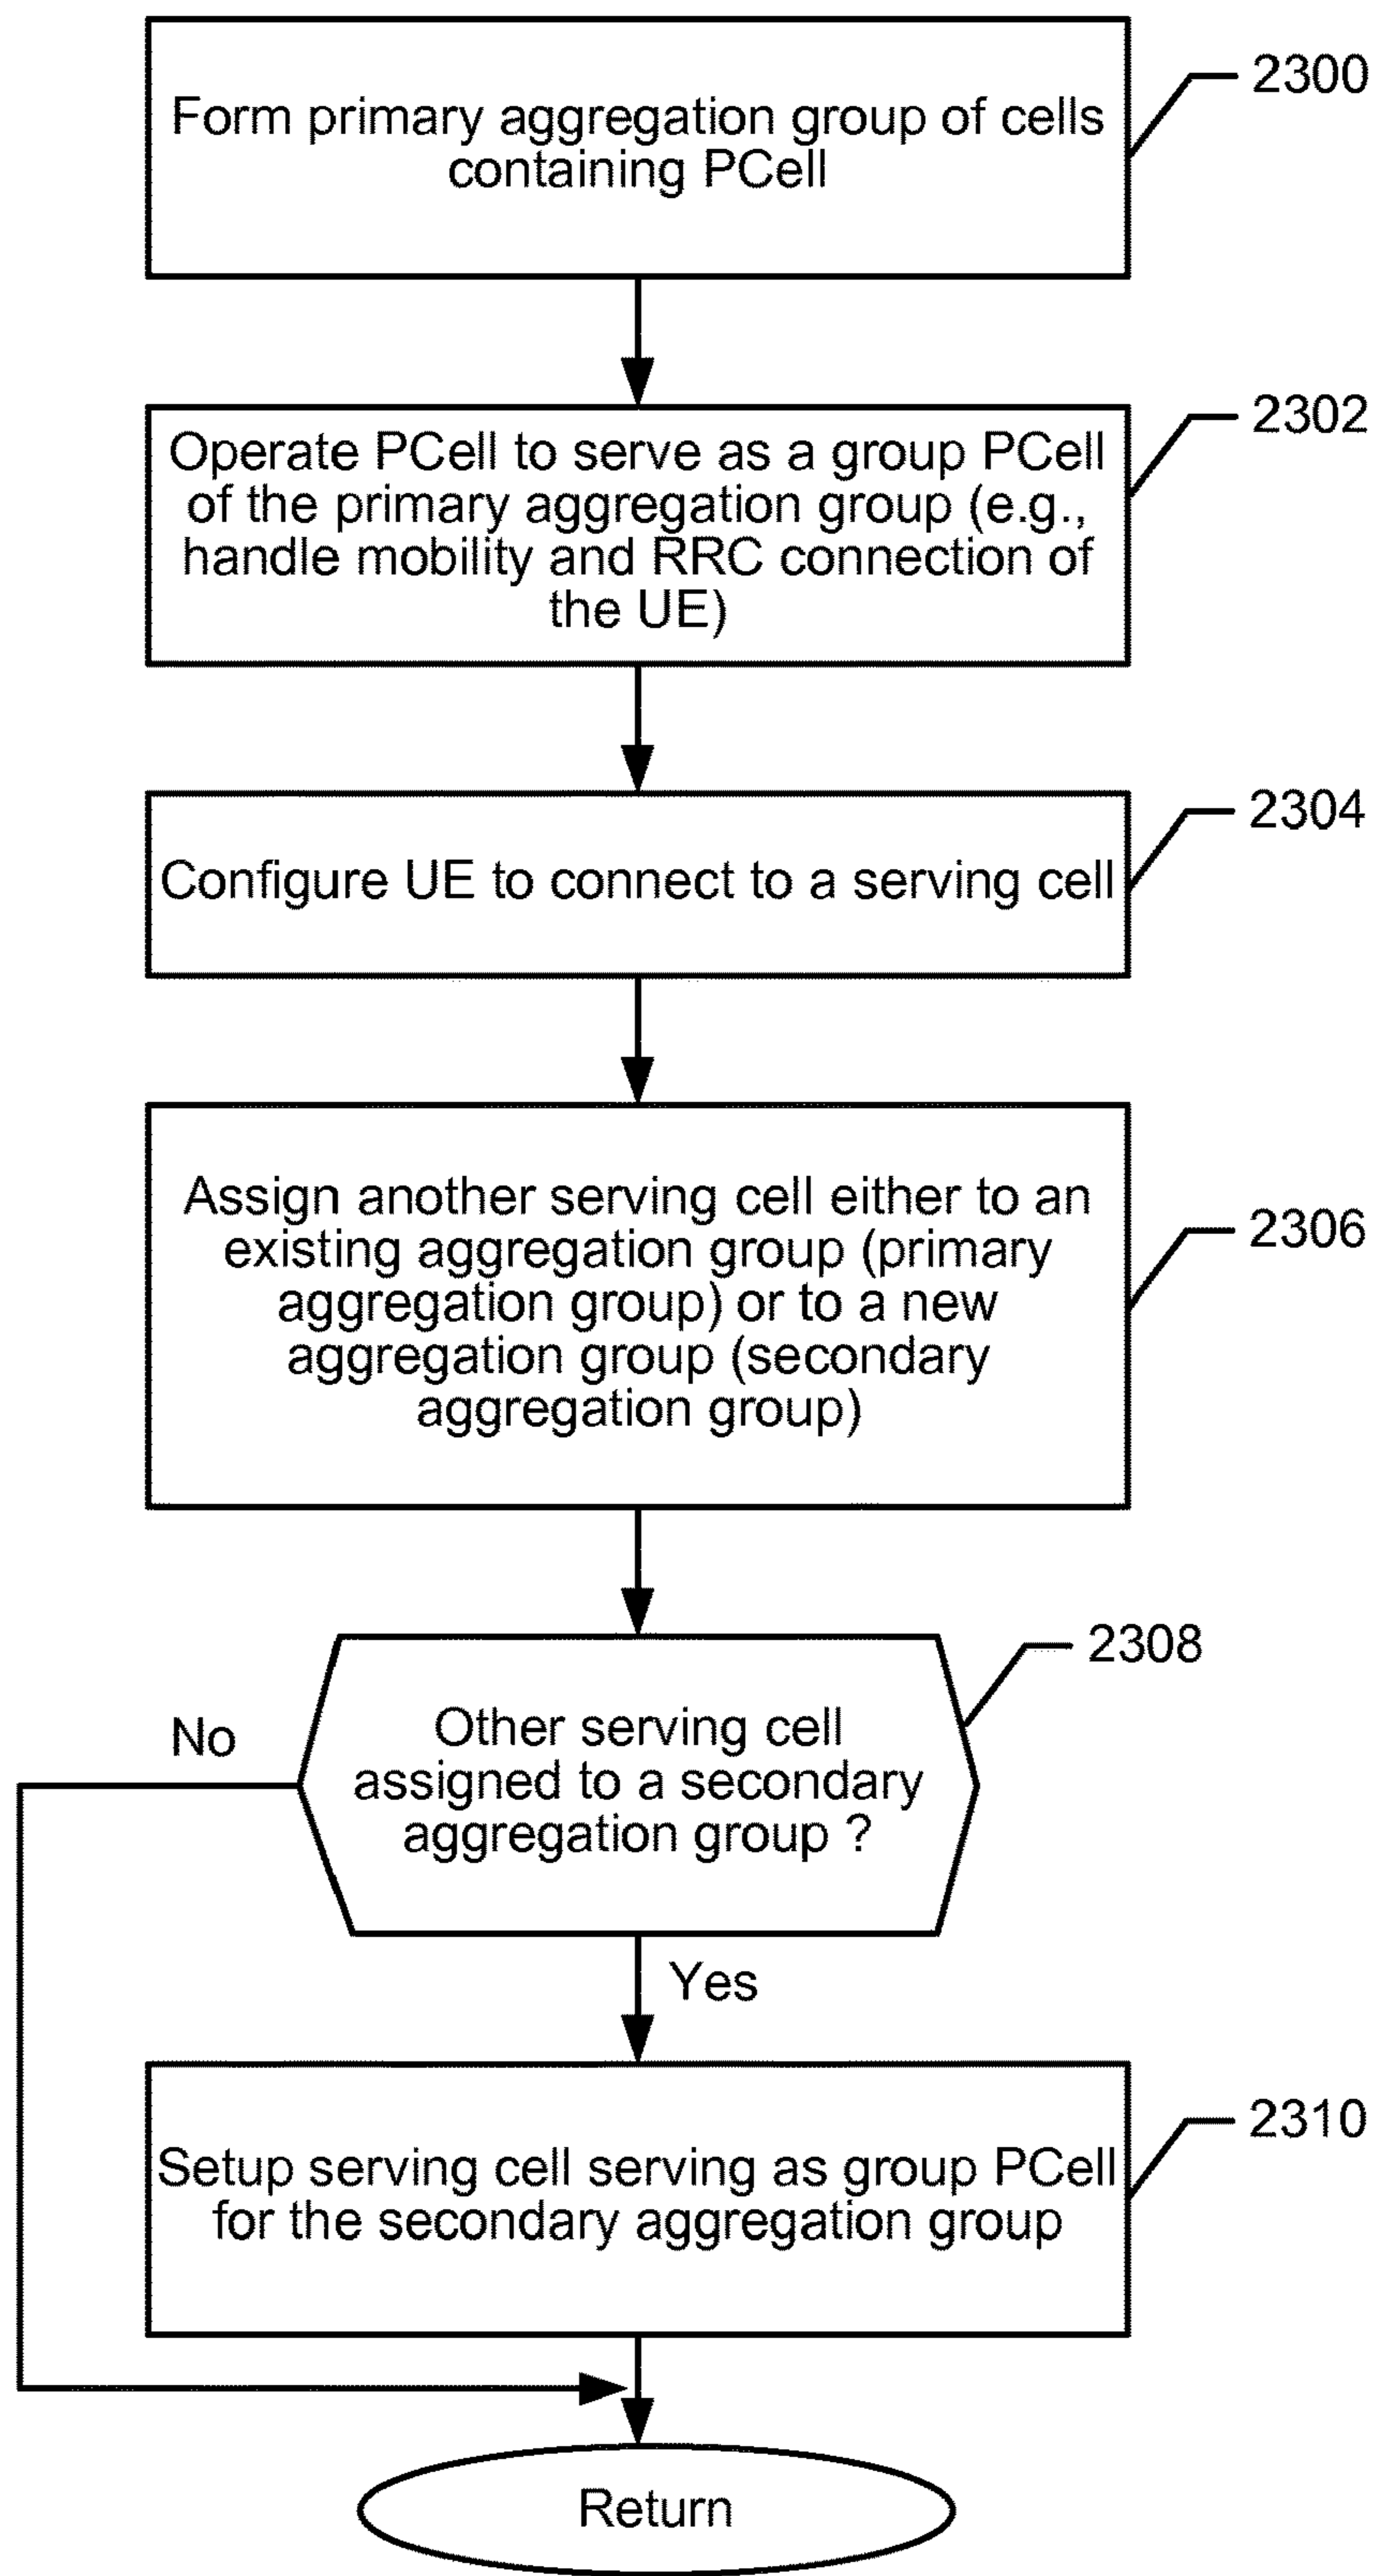 Form primary aggregation group of cells
containing PCell
2300
Operate PCell to serve as a group PCell
of the primary aggregation group (e.g.,
handle mobility and RRC connection of
the UE)
2302
Configure UE to connect to a serving cell
2304
Assign another serving cell either to an
existing aggregation group (primary
aggregation group) or to a new
aggregation group (secondary
aggregation group)
2306
Other serving cell
assigned to a secondary
aggregation group ?
2308
No
Yes
Setup serving cell serving as group PCell
for the secondary aggregation group
2310
Return